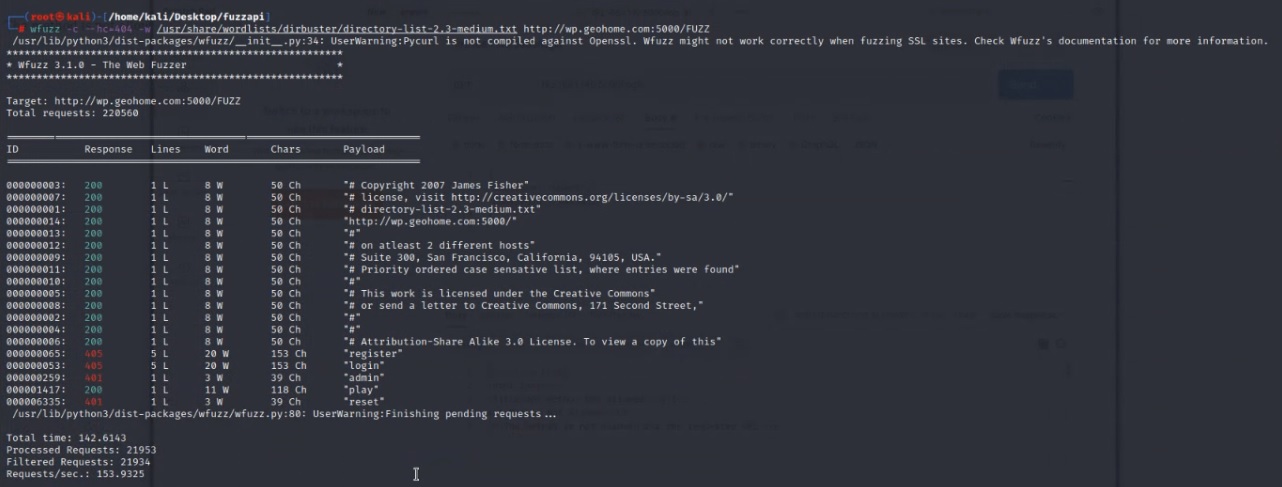 ┌──(root㉿kali)-[/home/kali/Desktop/fuzzapi]
└─# wfuzz -c --hc=404 -w /usr/share/wordlists/dirbuster/directory-list-2.3-medium.txt http://wp.geohome.com:5000/FUZZ
/usr/lib/python3/dist-packages/wfuzz/__init__.py:34: UserWarning:Pycurl is not compiled against Openssl. Wfuzz might not work correctly when fuzzing SSL sites. Check Wfuzz's documentation for more information.
********************************************************
* Wfuzz 3.1.0 - The Web Fuzzer *
********************************************************
Target: http://wp.geohome.com:5000/FUZZ
Total requests: 220560
ID Response Lines Word Chars Payload
000000003: 200 1 L 8 W 50 Ch "# Copyright 2007 James Fisher"
000000007: 200 1 L 8 W 50 Ch "# license, visit http://creativecommons.org/licenses/by-sa/3.0/"
000000001: 200 1 L 8 W 50 Ch "# directory-list-2.3-medium.txt"
000000014: 200 1 L 8 W 50 Ch "http://wp.geohome.com:5000/"
000000013: 200 1 L 8 W 50 Ch "#"
000000012: 200 1 L 8 W 50 Ch "# on atleast 2 different hosts"
000000009: 200 1 L 8 W 50 Ch "# Suite 300, San Francisco, California, 94105, USA."
000000011: 200 1 L 8 W 50 Ch "# Priority ordered case sensative list, where entries were found"
000000010: 200 1 L 8 W 50 Ch "#"
000000005: 200 1 L 8 W 50 Ch "# This work is licensed under the Creative Commons"
000000008: 200 1 L 8 W 50 Ch "# or send a letter to Creative Commons, 171 Second Street,"
000000002: 200 1 L 8 W 50 Ch "#"
000000004: 200 1 L 8 W 50 Ch "#"
000000006: 200 1 L 8 W 50 Ch "# Attribution-Share Alike 3.0 License. To view a copy of this"
000000065: 405 5 L 20 W 153 Ch "register"
000000053: 405 5 L 20 W 153 Ch "login"
000000259: 401 1 L 3 W 39 Ch "admin"
000001417: 200 1 L 11 W 118 Ch "play"
000006335: 401 1 L 3 W 39 Ch "reset"
/usr/lib/python3/dist-packages/wfuzz/wfuzz.py:80: UserWarning:Finishing pending requests...
Total time: 142.6143
Processed Requests: 21953
Filtered Requests: 21934
Requests/sec.: 153.9325